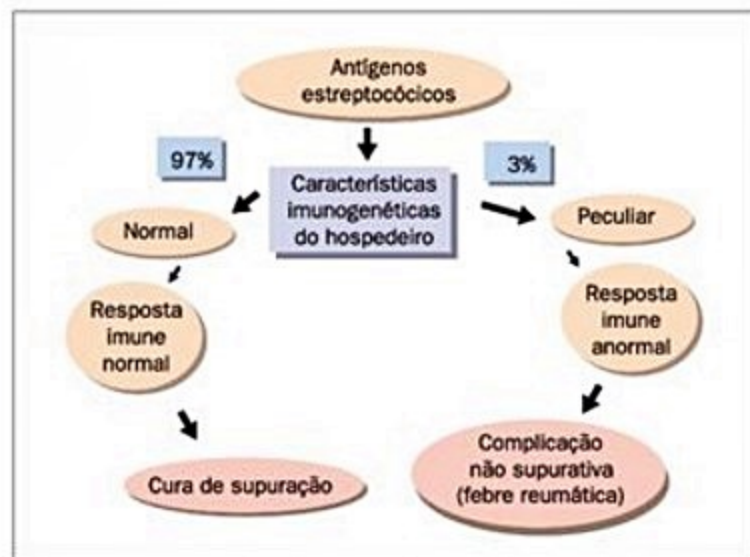 Antígenos
estreptocócicos
97%
3%
Características
imunogenéticas
do hospedeiro
Normal
Peculiar
Resposta
imune
normal
Resposta
imune
anormal
Cura de supuração
Complicação
não supurativa
(febre reumática)